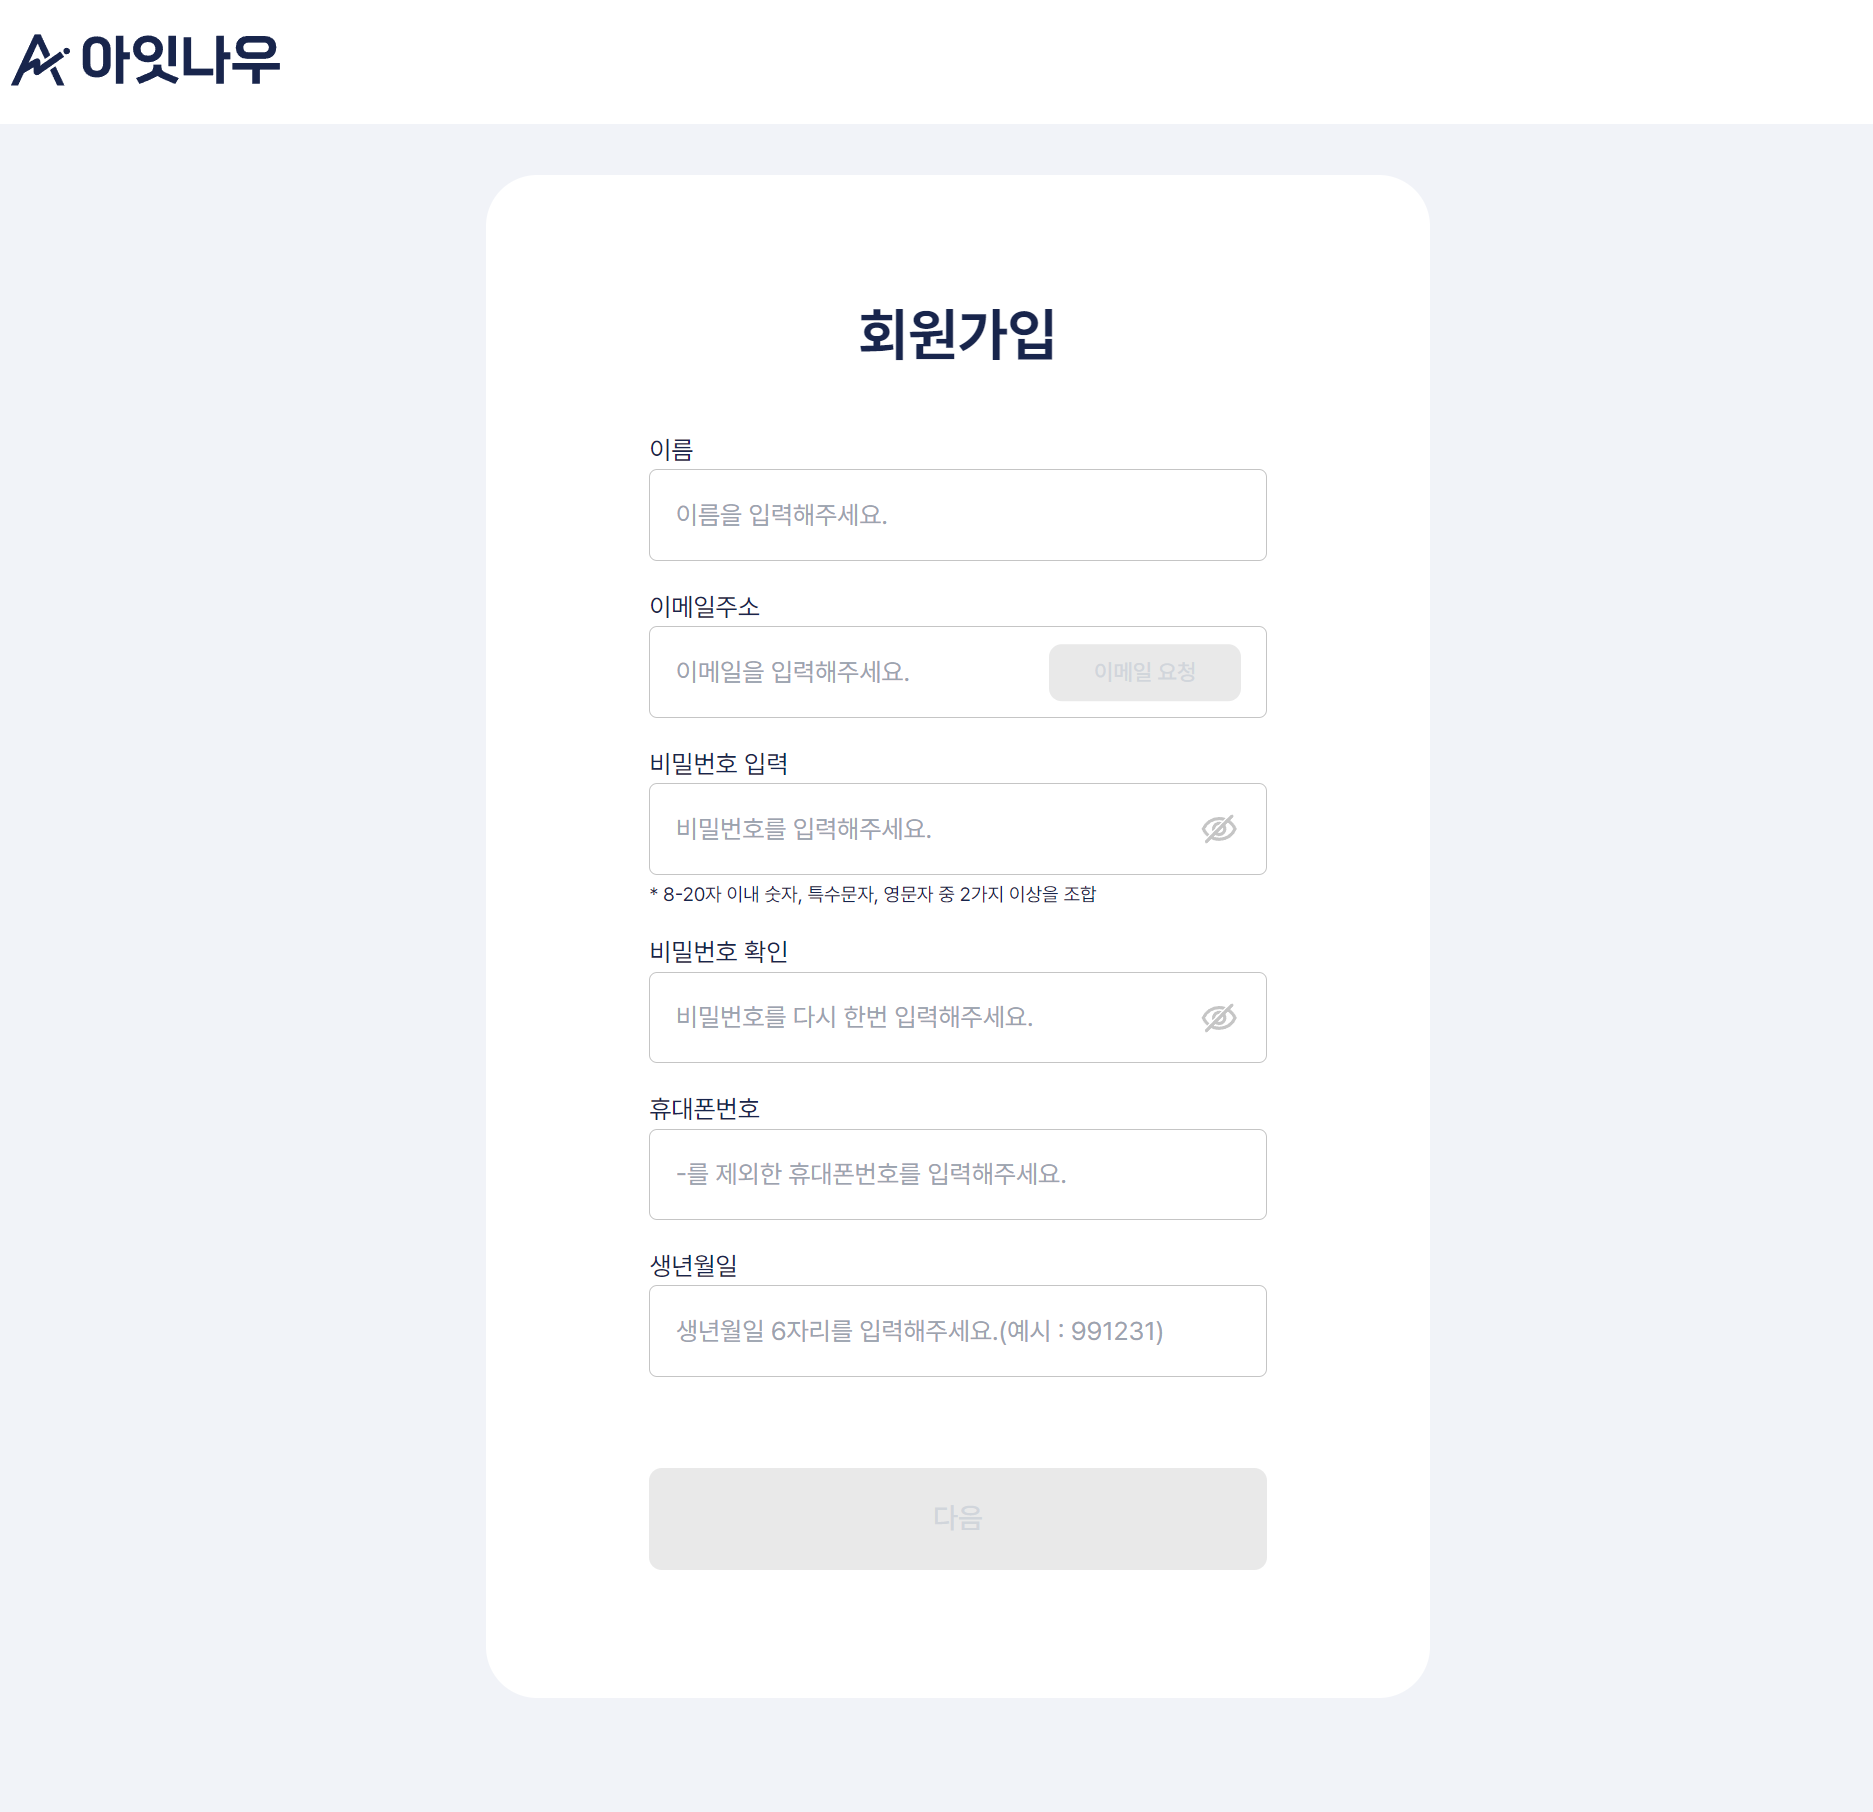 아잇나우
회원가입
이름
이름을 입력해주세요.
이메일주소
이메일을 입력해주세요.
이메일 요청
비밀번호 입력
비밀번호를 입력해주세요.
* 8-20자 이내 숫자, 특수문자, 영문자 중 2가지 이상을 조합
비밀번호 확인
비밀번호를 다시 한번 입력해주세요.
휴대폰번호
-를 제외한 휴대폰번호를 입력해주세요.
생년월일
생년월일 6자리를 입력해주세요.(예시 : 991231)
다음